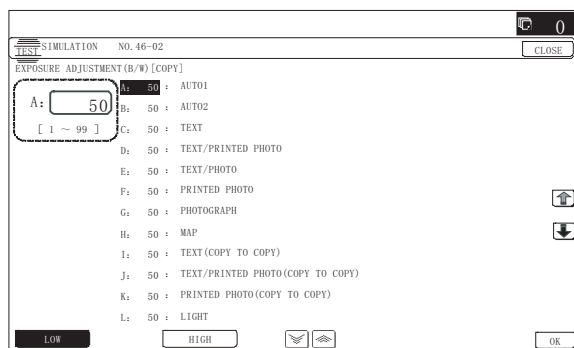 0
TEST SIMULATION NO.46-02
CLOSE
EXPOSURE ADJUSTMENT(B/W)[COPY]
A: 50
[ 1 ~ 99 ]
A: 50 : AUTO1
B: 50 : AUTO2
C: 50 : TEXT
D: 50 : TEXT/PRINTED PHOTO
E: 50 : TEXT/PHOTO
F: 50 : PRINTED PHOTO
G: 50 : PHOTOGRAPH
H: 50 : MAP
I: 50 : TEXT(COPY TO COPY)
J: 50 : TEXT/PRINTED PHOTO(COPY TO COPY)
K: 50 : PRINTED PHOTO(COPY TO COPY)
L: 50 : LIGHT
LOW HIGH OK